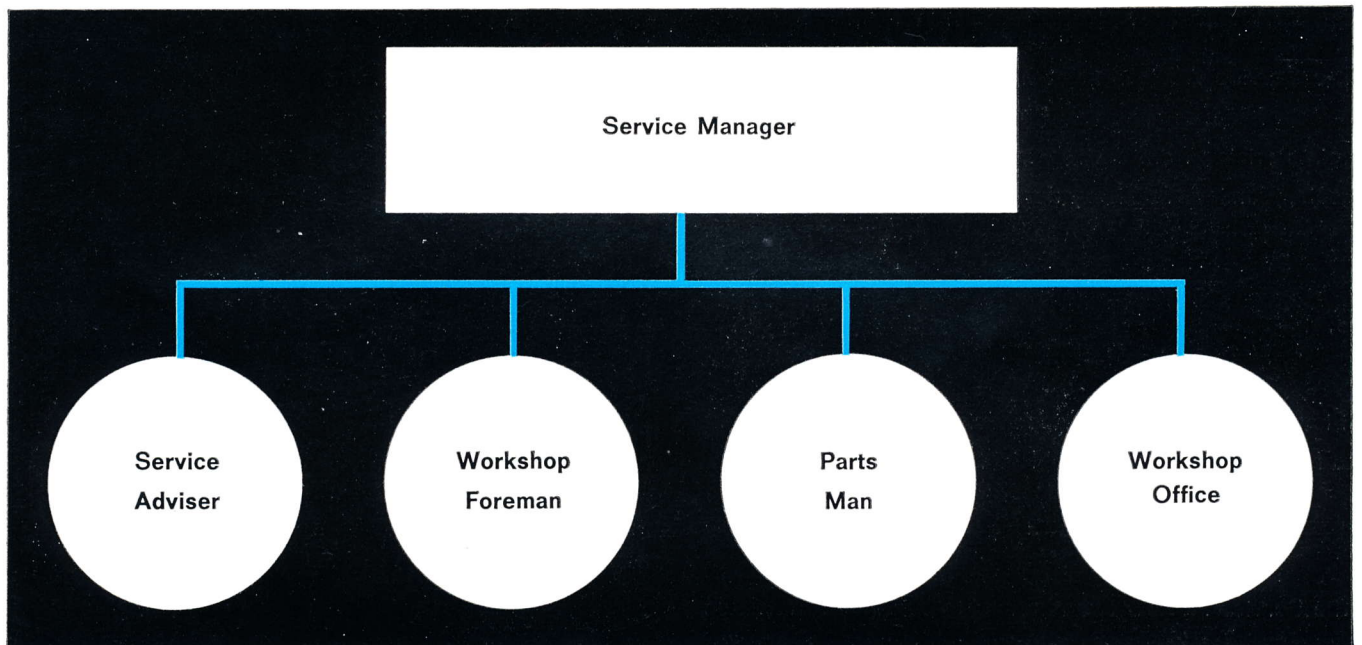 Service Manager
Service
Adviser
Workshop
Foreman
Parts
Man
Workshop
Office